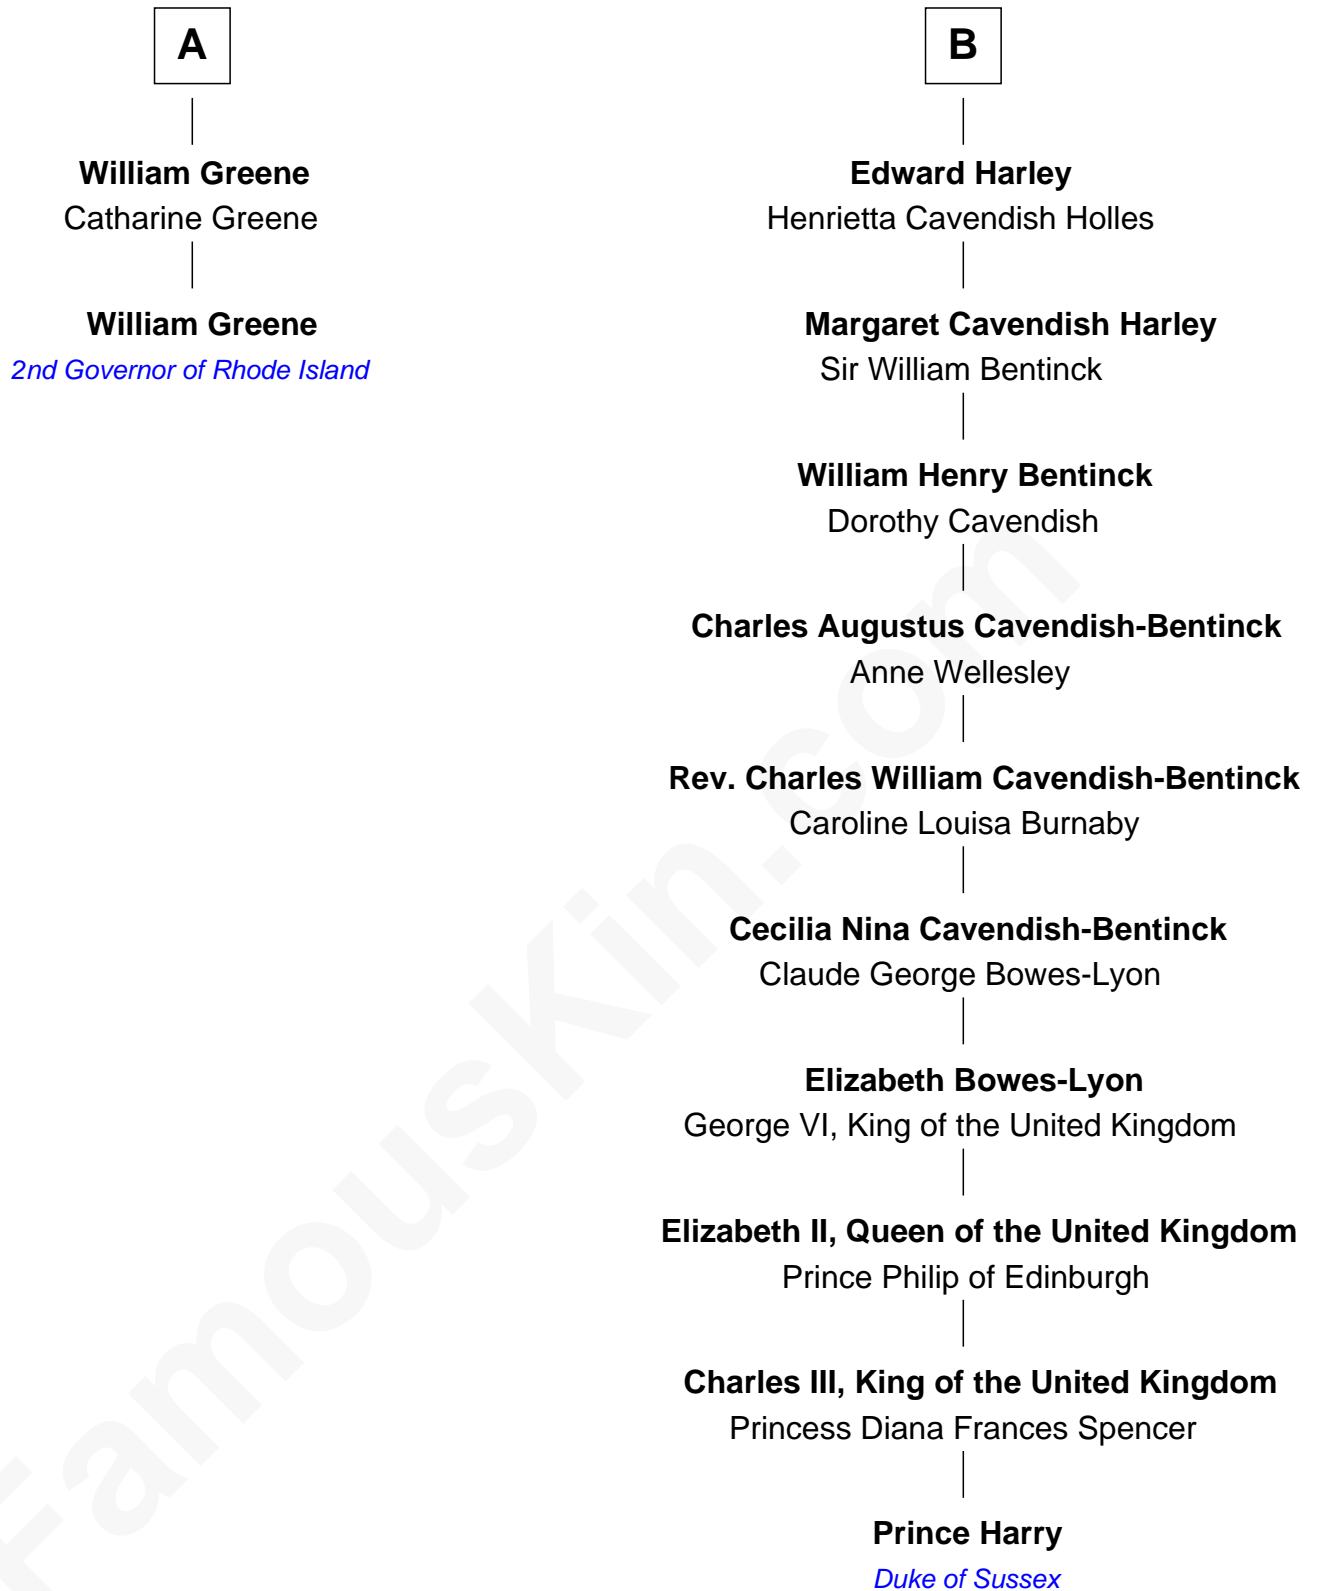 A
William Greene
Catharine Greene
William Greene
2nd Governor of Rhode Island
B
Edward Harley
Henrietta Cavendish Holles
Margaret Cavendish Harley
Sir William Bentinck
William Henry Bentinck
Dorothy Cavendish
Charles Augustus Cavendish-Bentinck
Anne Wellesley
Rev. Charles William Cavendish-Bentinck
Caroline Louisa Burnaby
Cecilia Nina Cavendish-Bentinck
Claude George Bowes-Lyon
Elizabeth Bowes-Lyon
George VI, King of the United Kingdom
Elizabeth II, Queen of the United Kingdom
Prince Philip of Edinburgh
Charles III, King of the United Kingdom
Princess Diana Frances Spencer
Prince Harry
Duke of Sussex
FamousKin.com